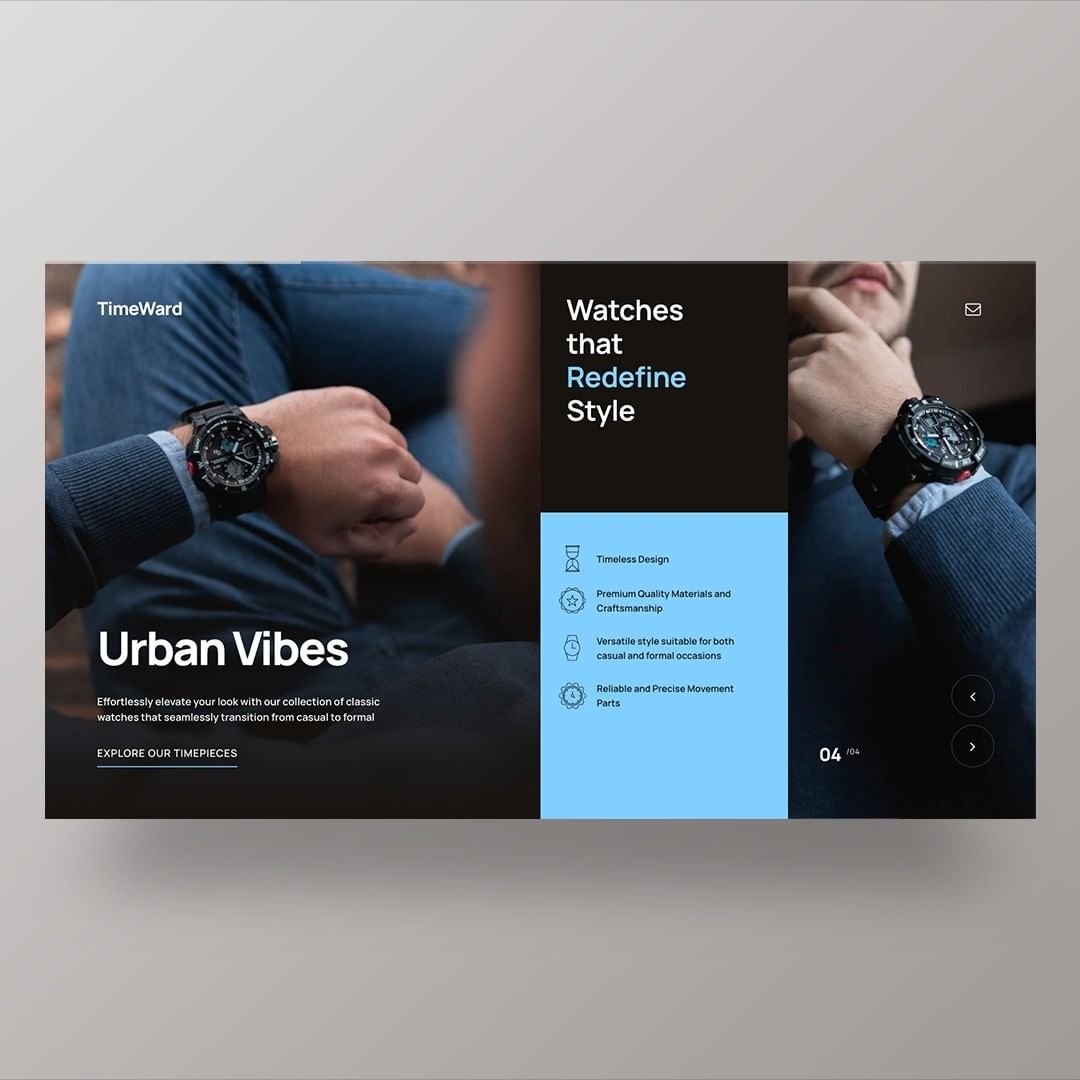 TimeWard
Urban Vibes
Effortlessly elevate your look with our collection of classic
watches that seamlessly transition from casual to formal
EXPLORE OUR TIMEPIECES
Watches
that
Redefine
Style
Timeless Design
Premium Quality Materials and
Craftsmanship
Versatile style suitable for both
casual and formal occasions
Reliable and Precise Movement
Parts
04 /04